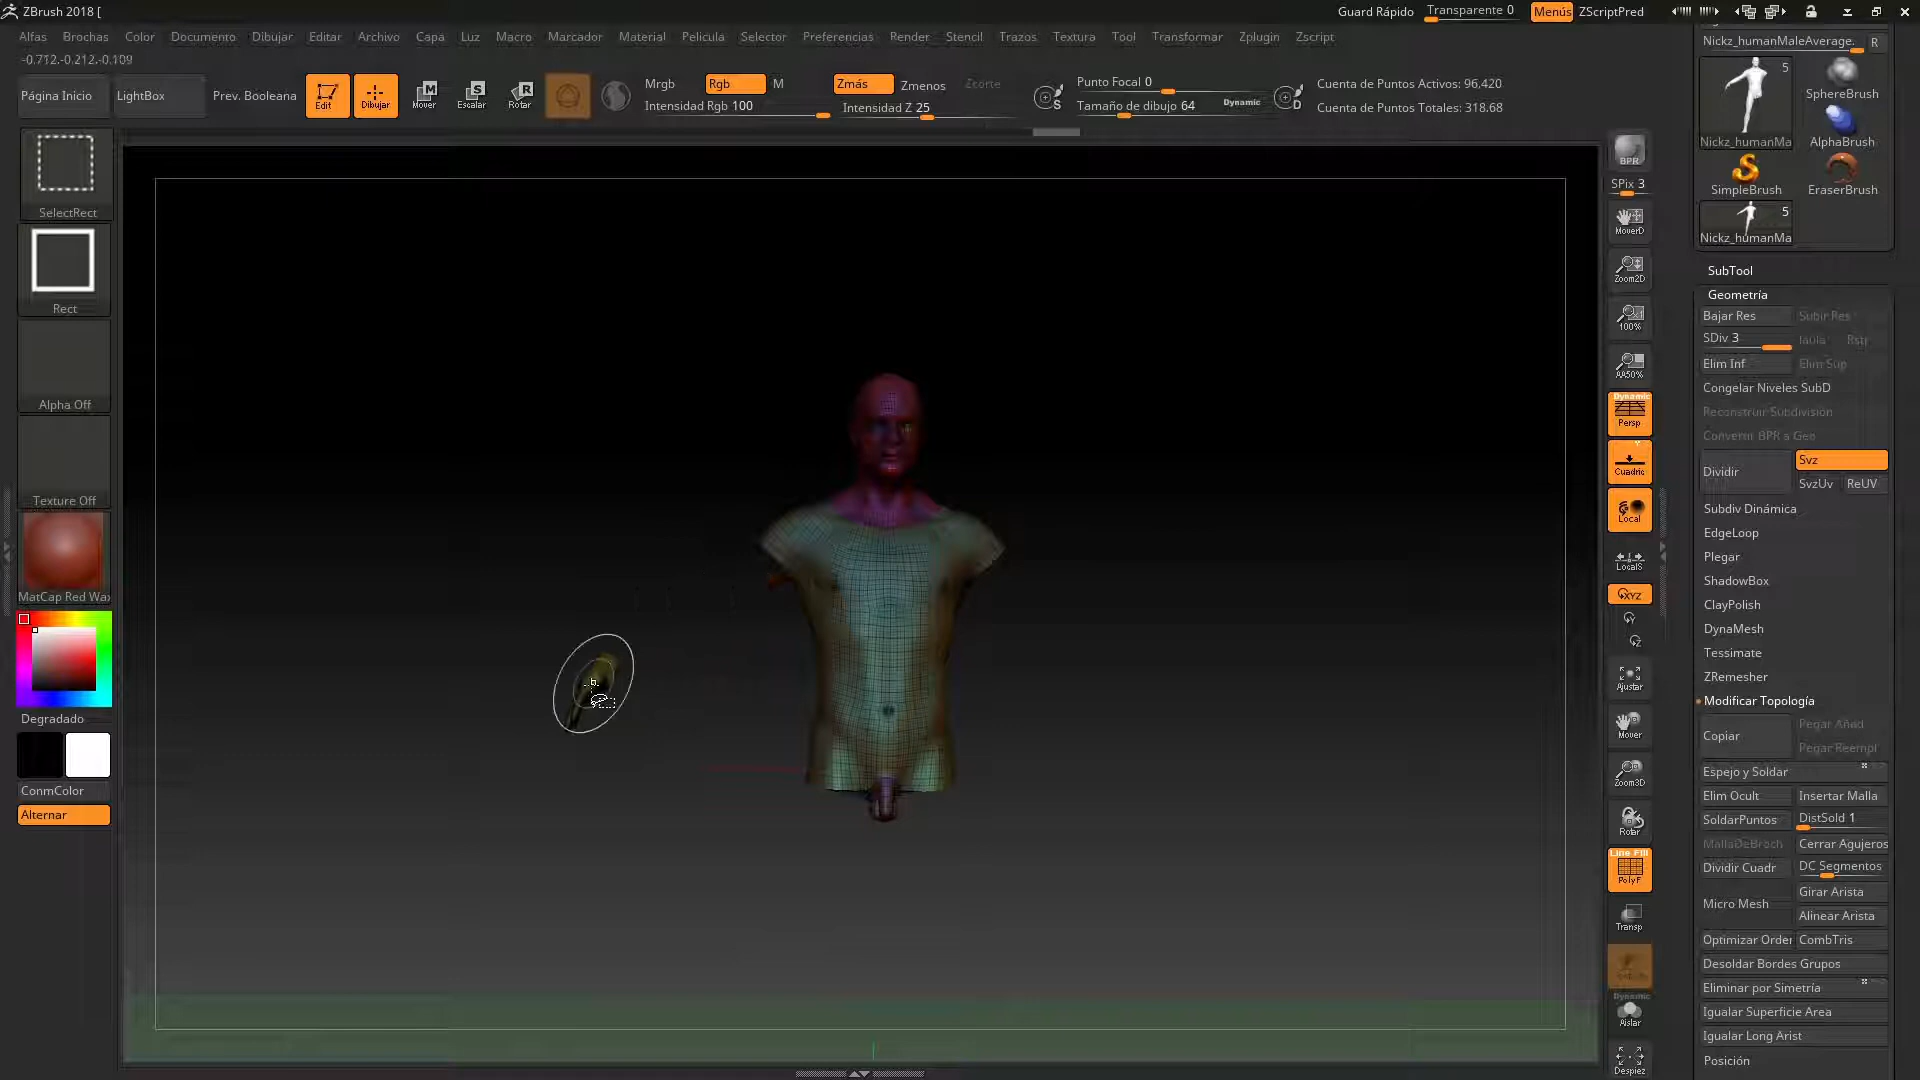 ZBrush 2018 [
Guard Rápido
Transparente 0
Menús
ZScriptPred
Alfas
Brochas
Color
Documento
Dibujar
Editar
Archivo
Capa
Luz
Macro
Marcador
Material
Pelicula
Selector
Preferencias
Render
Stencil
Trazos
Textura
Tool
Transformar
Zplugin
Zscript
-0.712.-0.212.-0.109
Página Inicio
LightBox
Prev. Booleana
Edit
Dibujar
Mover
Escalar
Rotar
Mrgb
Rgb
M
Intensidad Rgb 100
Zmás
Zmenos
Zcorte
Intensidad Z 25
Punto Focal 0
Tamaño de dibujo 64
Dynamic
Cuenta de Puntos Activos: 96,420
Cuenta de Puntos Totales: 318.68
SelectRect
Rect
Alpha Off
Texture Off
MatCap Red Wax
Degradado
ConmColor
Alternar
BPR
SPix 3
MoverD
Zoom2D
100%
AA50%
Dynamic
Persp
Cuadric
Local
LocalS
XYZ
Ajustar
Mover
Zoom3D
Rotar
Line Fill
PolyF
Transp
Dynamic
Aislar
Despiez
Nickz_humanMaleAverage.
R
5
Nickz_humanMa
SphereBrush
AlphaBrush
SimpleBrush
EraserBrush
5
Nickz_humanMa
SubTool
Geometría
Bajar Res
Subir Res
SDiv 3
Jaula
Rstr
Elim Inf
Elim Sup
Congelar Niveles SubD
Reconstruir Subdivisión
Convertir BPR a Geo
Dividir
Svz
SvzUv
ReUV
Subdiv Dinámica
EdgeLoop
Plegar
ShadowBox
ClayPolish
DynaMesh
Tessimate
ZRemesher
Modificar Topología
Copiar
Pegar Añad
Pegar Reempl
Espejo y Soldar
Elim Ocult
Insertar Malla
SoldarPuntos
DistSold 1
MallaDeBroch
Cerrar Agujeros
Dividir Cuadr
DC Segmentos
Micro Mesh
Girar Arista
Alinear Arista
Optimizar Order
CombTris
Desoldar Bordes Grupos
Eliminar por Simetría
Igualar Superficie Area
Igualar Long Arist
Posición